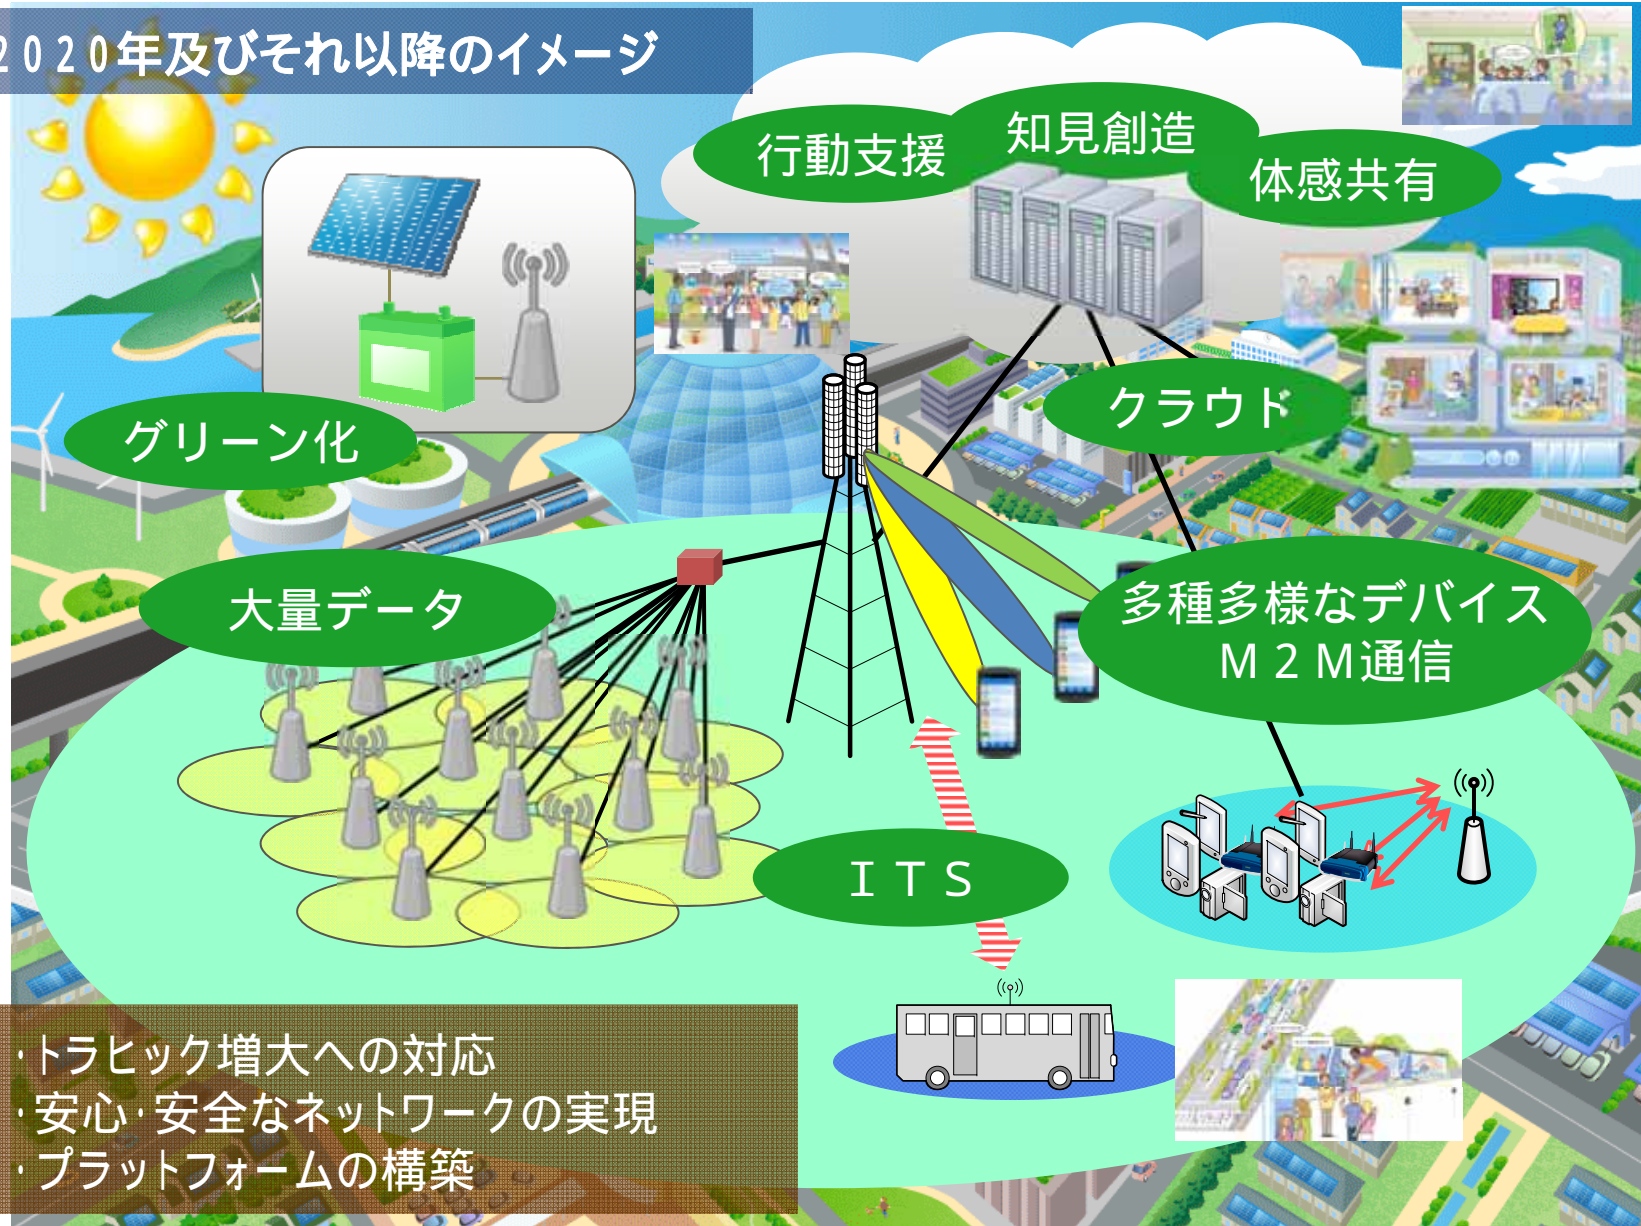 2020年及びそれ以降のイメージ
行動支援
知見創造
体感共有
クラウド
グリーン化
大量データ
多種多様なデバイス
M2M通信
ITS
・トラヒック増大への対応
・安心・安全なネットワークの実現
・プラットフォームの構築